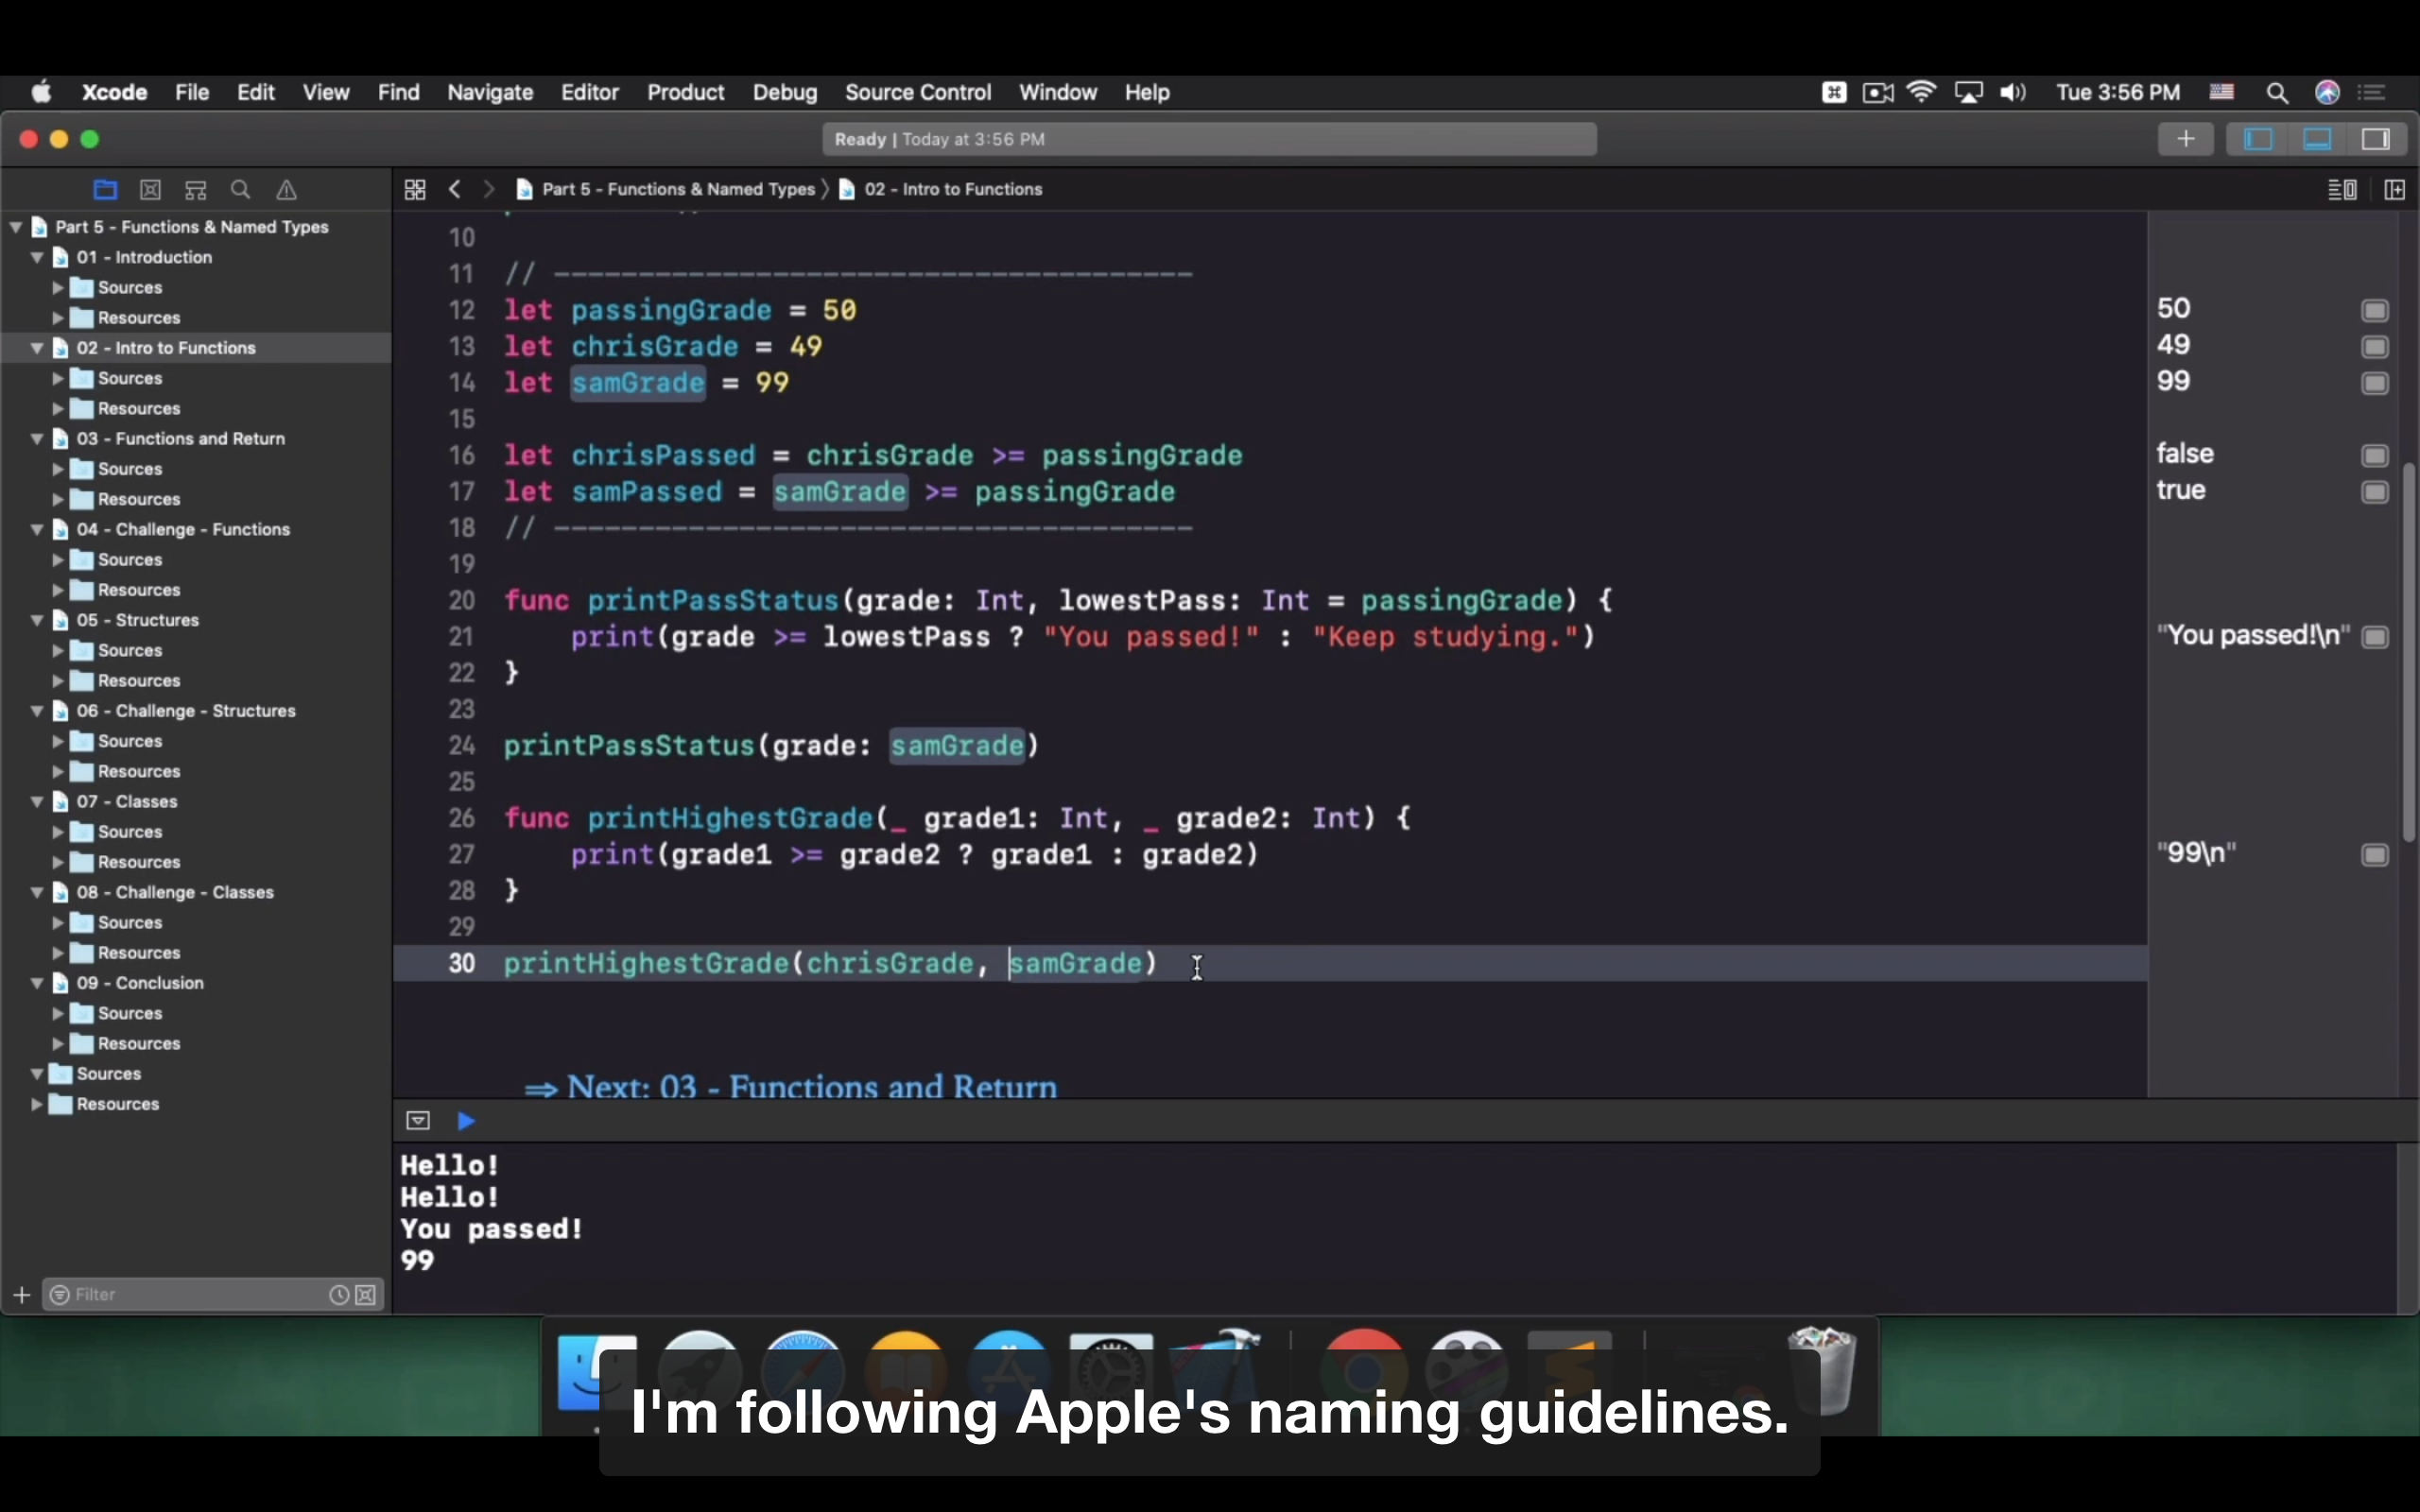 Xcode File Edit View Find Navigate Editor Product Debug Source Control Window Help Tue 3:56 PM
Ready | Today at 3:56 PM
Part 5 - Functions & Named Types 02 - Intro to Functions
Part 5 - Functions & Named Types
01 - Introduction
Sources
Resources
02 - Intro to Functions
Sources
Resources
03 - Functions and Return
Sources
Resources
04 - Challenge - Functions
Sources
Resources
05 - Structures
Sources
Resources
06 - Challenge - Structures
Sources
Resources
07 - Classes
Sources
Resources
08 - Challenge - Classes
Sources
Resources
09 - Conclusion
Sources
Resources
Sources
Resources
Filter
10
11 // --------------------------------------
12 let passingGrade = 50
13 let chrisGrade = 49
14 let samGrade = 99
15
16 let chrisPassed = chrisGrade >= passingGrade
17 let samPassed = samGrade >= passingGrade
18 // --------------------------------------
19
20 func printPassStatus(grade: Int, lowestPass: Int = passingGrade) {
21 print(grade >= lowestPass ? "You passed!" : "Keep studying.")
22 }
23
24 printPassStatus(grade: samGrade)
25
26 func printHighestGrade(_ grade1: Int, _ grade2: Int) {
27 print(grade1 >= grade2 ? grade1 : grade2)
28 }
29
30 printHighestGrade(chrisGrade, samGrade)
⇒ Next: 03 - Functions and Return
50
49
99
false
true
"You passed!\n"
"99\n"
Hello!
Hello!
You passed!
99
I'm following Apple's naming guidelines.